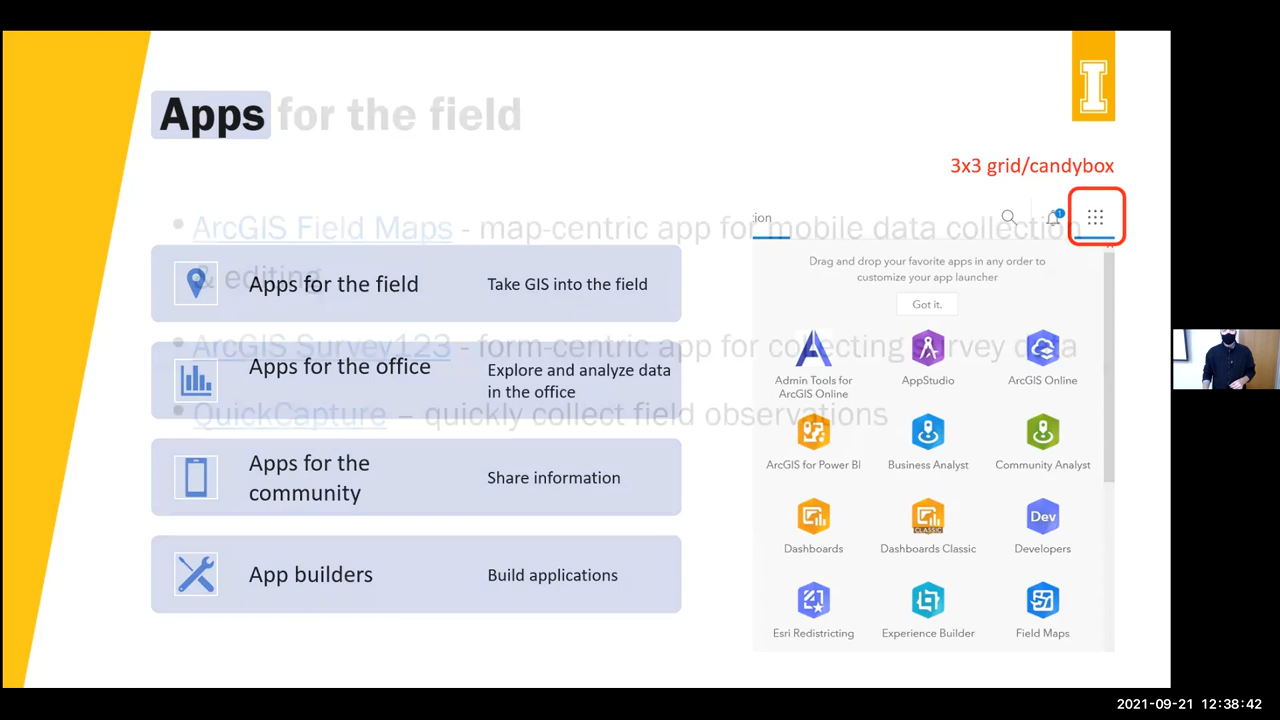 Apps for the field
I
3x3 grid/candybox
:ion
1
• ArcGIS Field Maps - map-centric app for mobile data collection
& editing
Drag and drop your favorite apps in any order to
customize your app launcher
Got it.
Apps for the field
Take GIS into the field
• ArcGIS Survey123 - form-centric app for collecting survey data
Apps for the office
Explore and analyze data
in the office
• QuickCapture – quickly collect field observations
Apps for the
community
Share information
App builders
Build applications
Admin Tools for
ArcGIS Online
AppStudio
ArcGIS Online
ArcGIS for Power BI
Business Analyst
Community Analyst
Dashboards
CLASSIC
Dashboards Classic
Dev
Developers
Esri Redistricting
Experience Builder
Field Maps
2021-09-21 12:38:42